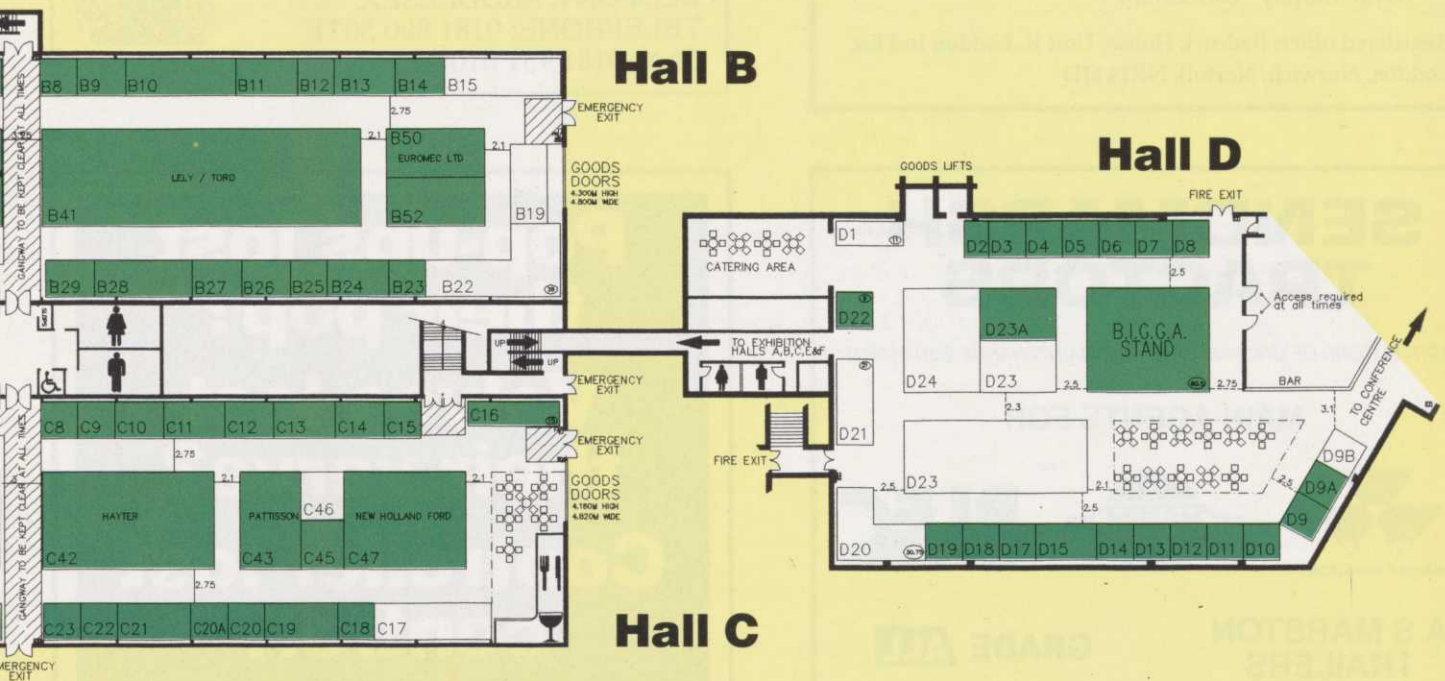 Hall B
B8 B9 B10 B11 B12 B13 B14 B15
EMERGENCY
EXIT
GANGWAY TO BE KEPT CLEAR AT ALL TIMES
2.75
2.1
B50
EUROMEC LTD
2.1
LELY / TORO
B41
B52
B19
GOODS
DOORS
4.300M HIGH
4.800M WIDE
B29 B28 B27 B26 B25 B24 B23 B22
UP
UP
EMERGENCY
EXIT
C8 C9 C10 C11 C12 C13 C14 C15 C16
EMERGENCY
EXIT
GANGWAY TO BE KEPT CLEAR AT ALL TIMES
2.75
2.1
2.1
HAYTER
PATTISSON
C46
NEW HOLLAND FORD
C42 C43 C45 C47
GOODS
DOORS
4.180M HIGH
4.820M WIDE
2.75
C23 C22 C21 C20A C20 C19 C18 C17
Hall C
EMERGENCY
EXIT
Hall D
GOODS LIFTS
FIRE EXIT
D1 D2 D3 D4 D5 D6 D7 D8
CATERING AREA
2.5
Access required
at all times
D22
D23A
B.I.G.G.A.
STAND
TO EXHIBITION
HALLS A,B,C,E&F
D24 D23
2.5
2.75
BAR
TO CONFERENCE
CENTRE
2.3
3.1
D21
D9B
FIRE EXIT
D23
D9A
2.5
2.1
2.5
D9
2.5
D20 D19 D18 D17 D15 D14 D13 D12 D11 D10